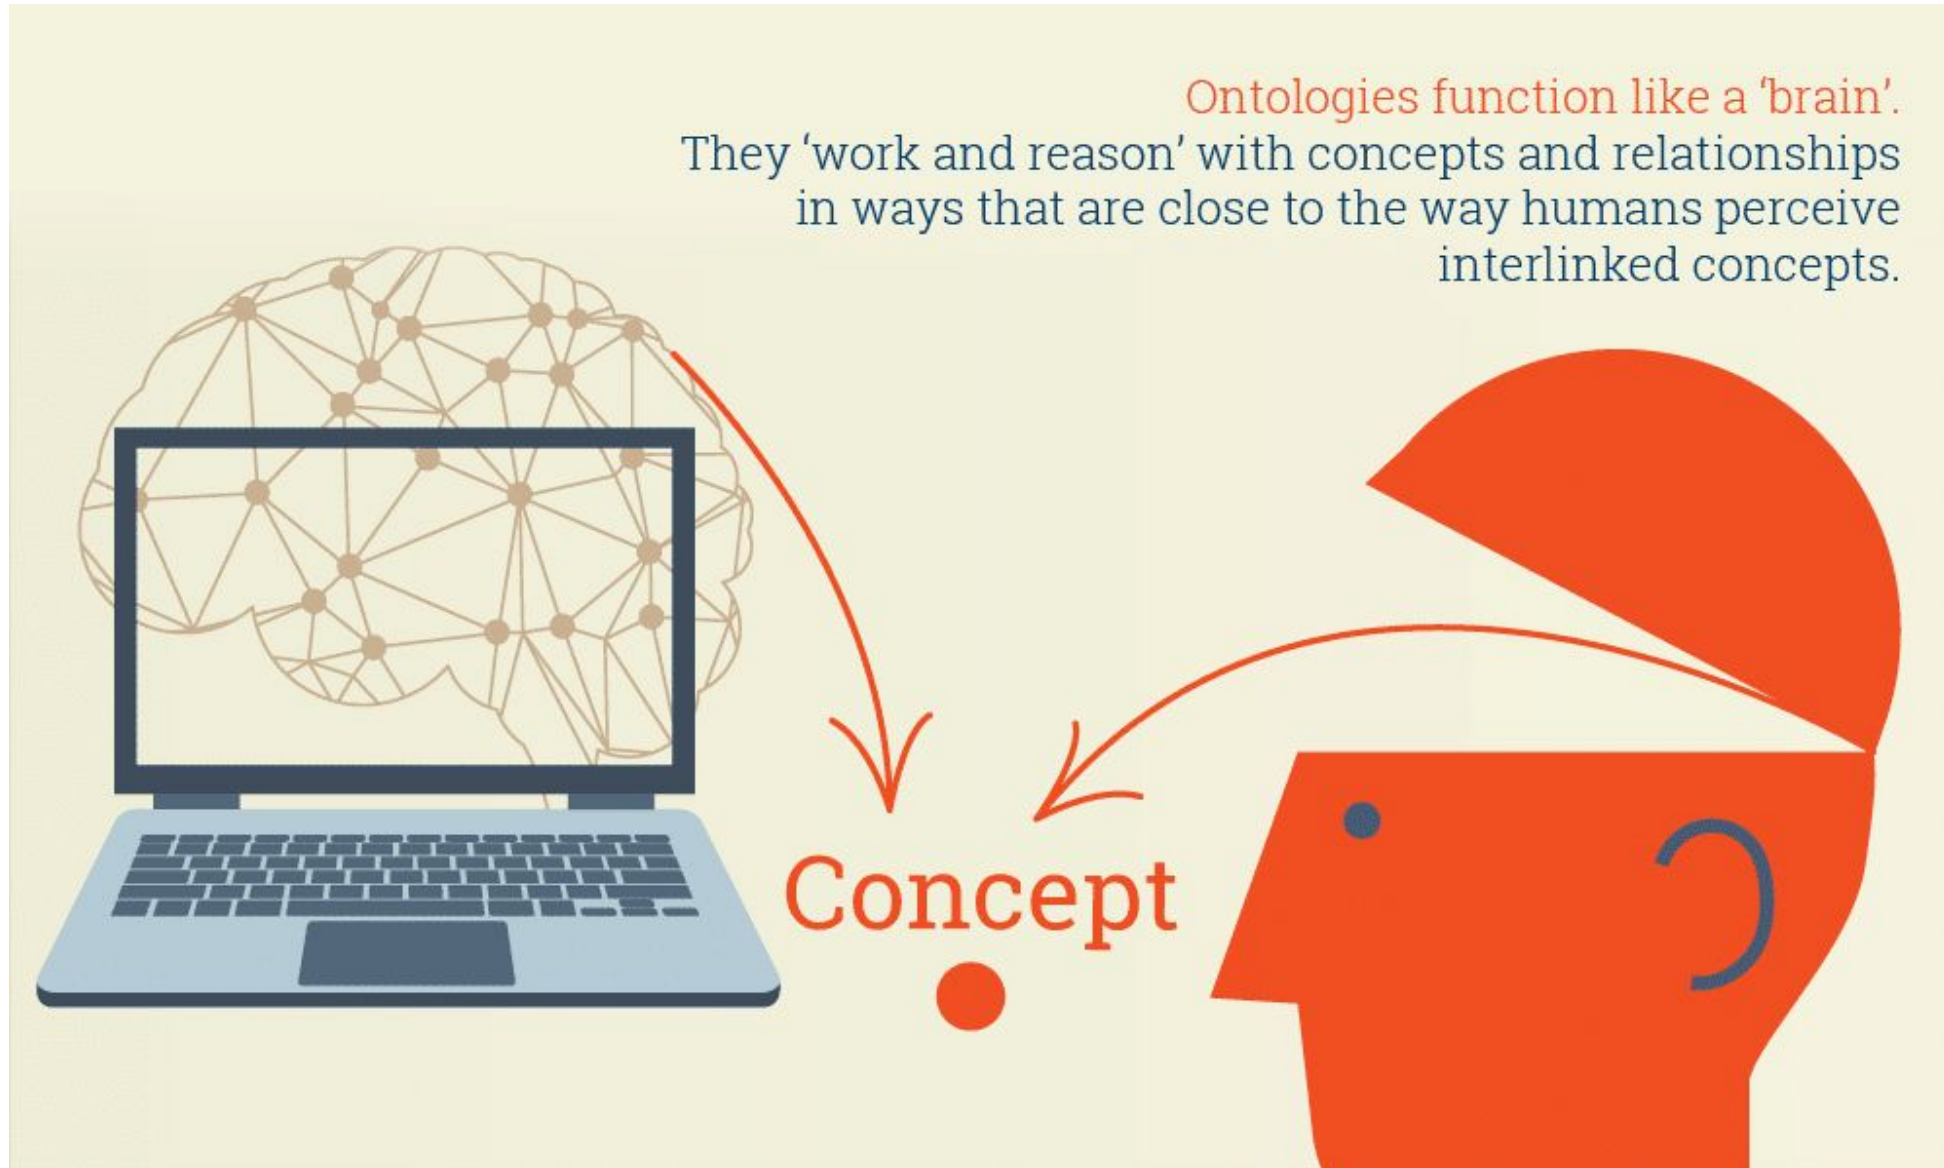 Ontologies function like a ‘brain’.
They ‘work and reason’ with concepts and relationships
in ways that are close to the way humans perceive
interlinked concepts.
Concept